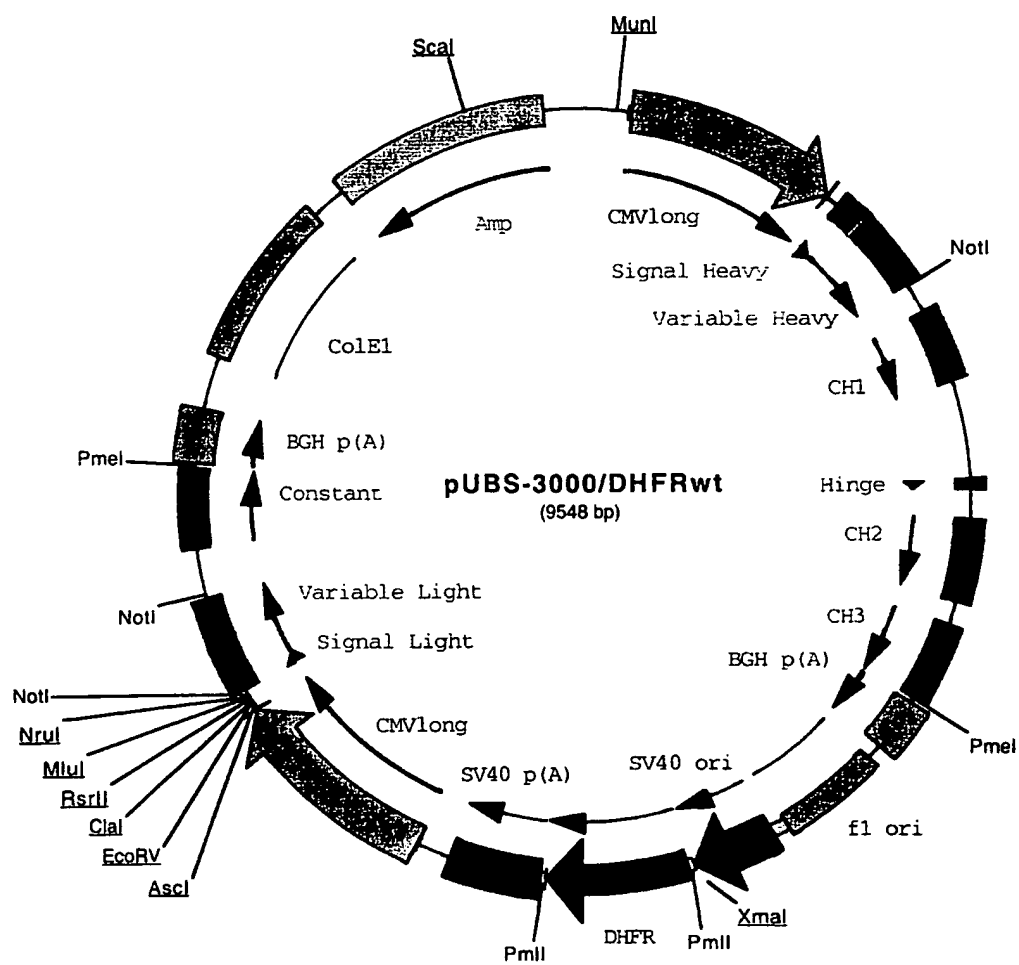 MunI
ScaI
Amp
CMVlong
Signal Heavy
NotI
Variable Heavy
ColE1
CH1
BGH p(A)
PmeI
pUBS-3000/DHFRwt
Hinge
Constant
(9548 bp)
CH2
Variable Light
NotI
CH3
Signal Light
BGH p(A)
NotI
NruI
CMVlong
PmeI
MluI
SV40 p(A)
SV40 ori
RsrII
ClaI
f1 ori
EcoRV
AscI
XmaI
DHFR
PmlI
PmlI